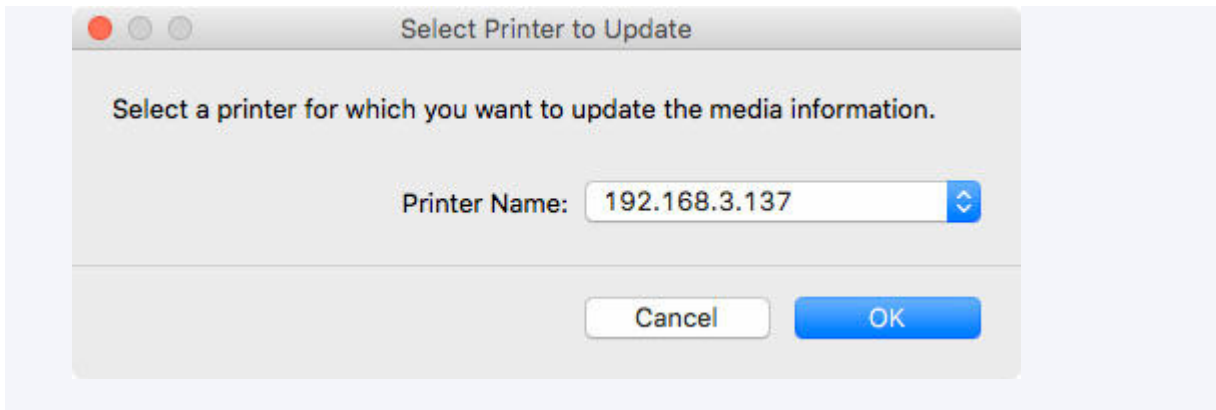 Select Printer to Update
Select a printer for which you want to update the media information.
Printer Name: 192.168.3.137
Cancel OK